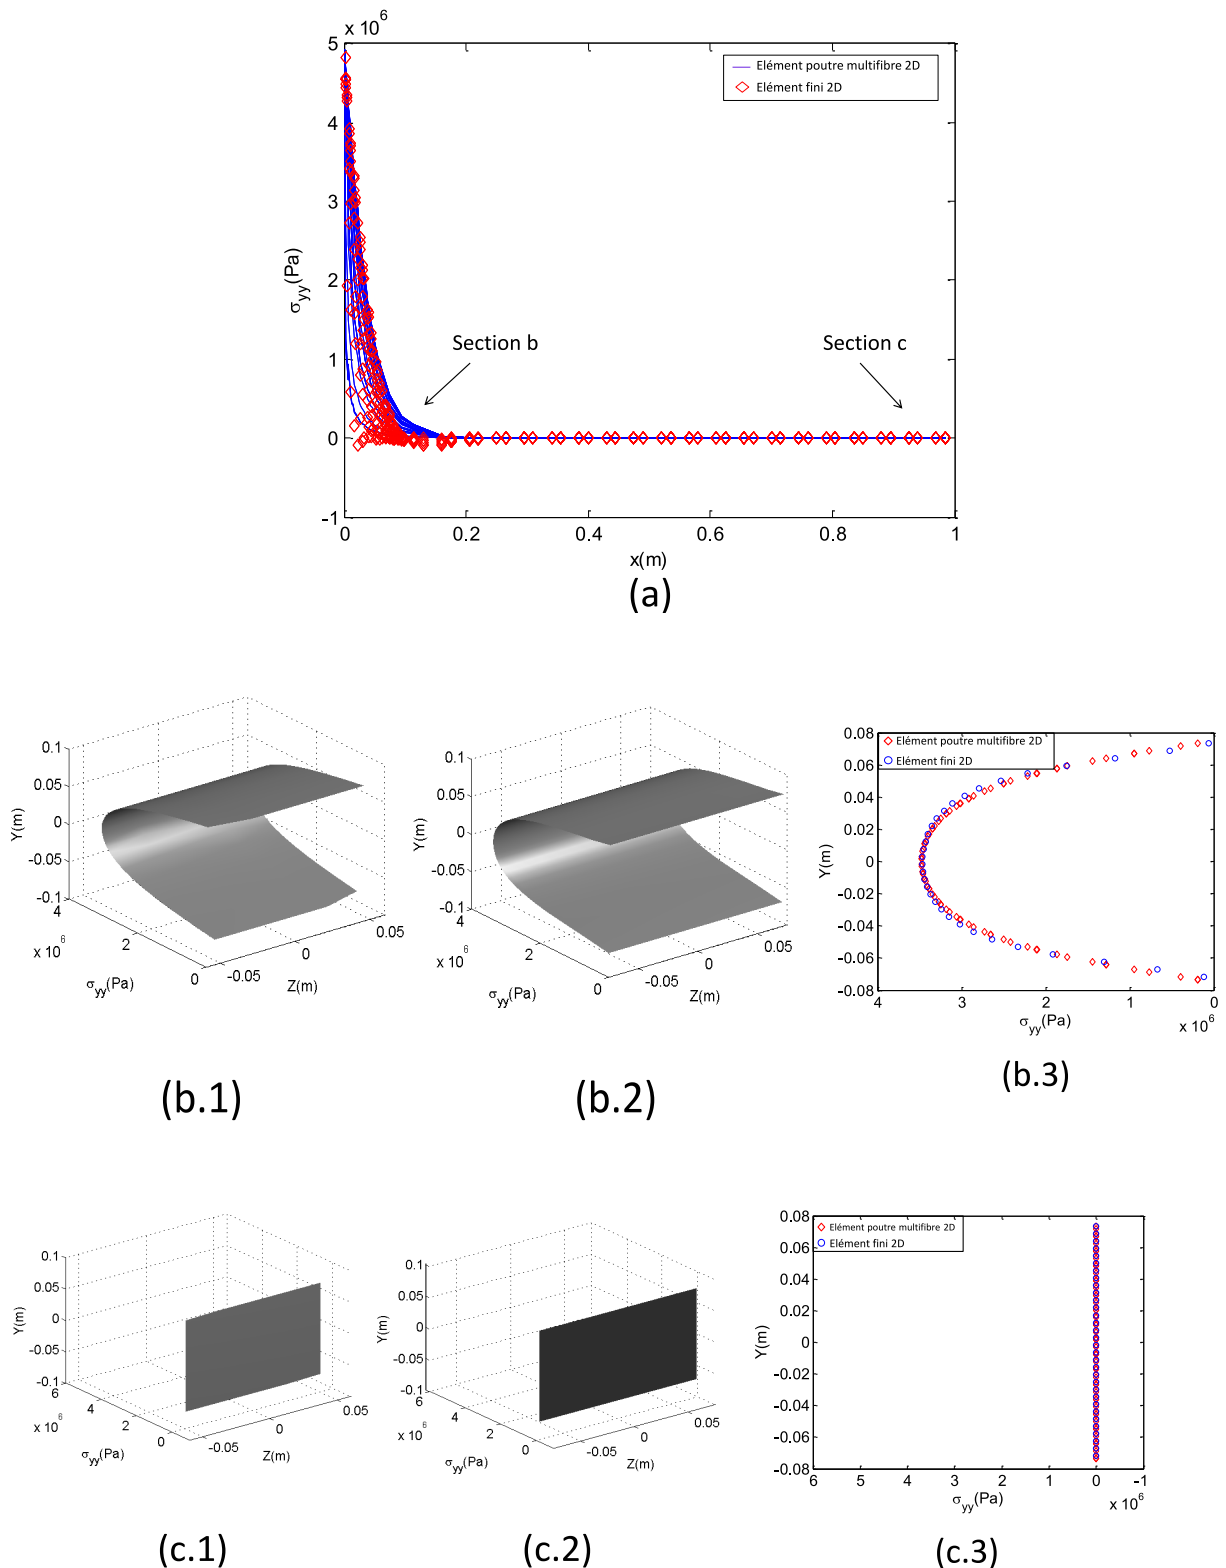 x 10^6
5
4
3
2
1
0
-1
σyy(Pa)
Elément poutre multifibre 2D
Elément fini 2D
Section b
Section c
0 0.2 0.4 0.6 0.8 1
x(m)
(a)
0.1
0.05
0
-0.05
-0.1
Y(m)
4
2
0
x 10^6
σyy(Pa)
-0.05 0 0.05
Z(m)
(b.1)
0.1
0.05
0
-0.05
-0.1
Y(m)
4
2
0
x 10^6
σyy(Pa)
-0.05 0 0.05
Z(m)
(b.2)
0.08
0.06
0.04
0.02
0
-0.02
-0.04
-0.06
-0.08
Y(m)
Elément poutre multifibre 2D
Elément fini 2D
4 3 2 1 0
σyy(Pa)
x 10^6
(b.3)
0.1
0.05
0
-0.05
-0.1
Y(m)
6
4
2
0
x 10^6
σyy(Pa)
-0.05 0 0.05
Z(m)
(c.1)
0.1
0.05
0
-0.05
-0.1
Y(m)
6
4
2
0
x 10^6
σyy(Pa)
-0.05 0 0.05
Z(m)
(c.2)
0.08
0.06
0.04
0.02
0
-0.02
-0.04
-0.06
-0.08
Y(m)
Elément poutre multifibre 2D
Elément fini 2D
6 5 4 3 2 1 0 -1
σyy(Pa)
x 10^6
(c.3)